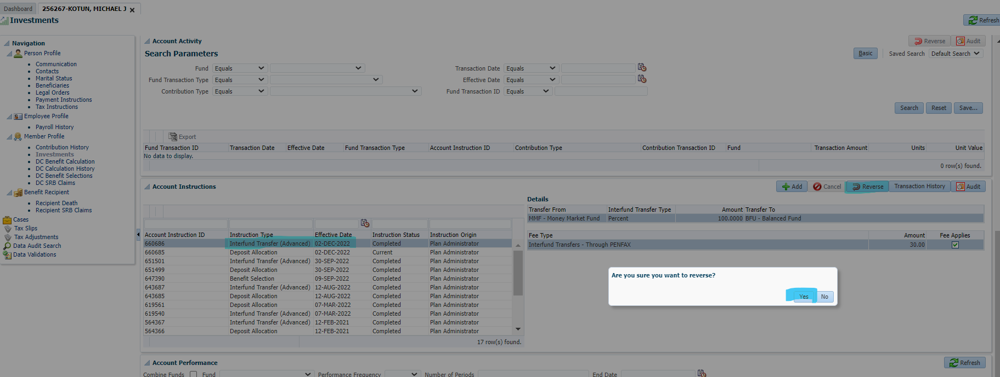 Dashboard
256267-KOTUN, MICHAEL J
Investments
Refresh
Navigation
Person Profile
Communication
Contacts
Marital Status
Beneficiaries
Legal Orders
Payment Instructions
Tax Instructions
Employee Profile
Payroll History
Member Profile
Contribution History
Investments
DC Benefit Calculation
DC Calculation History
DC Benefit Selections
DC SRB Claims
Benefit Recipient
Recipient Death
Recipient SRB Claims
Cases
Tax Slips
Tax Adjustments
Data Audit Search
Data Validations
Account Activity
Reverse Audit
Search Parameters
Basic Saved Search Default Search
Fund Equals Transaction Date Equals
Fund Transaction Type Equals Effective Date Equals
Contribution Type Equals Fund Transaction ID Equals
Search Reset Save...
Export
Fund Transaction ID Transaction Date Effective Date Fund Transaction Type Account Instruction ID Contribution Type Contribution Transaction ID Fund Transaction Amount Units Unit Value
No data to display.
0 row(s) found.
Account Instructions
Add Cancel Reverse Transaction History Audit
Account Instruction ID Instruction Type Effective Date Instruction Status Instruction Origin
660686 Interfund Transfer (Advanced) 02-DEC-2022 Completed Plan Administrator
660685 Deposit Allocation 02-DEC-2022 Current Plan Administrator
651501 Interfund Transfer (Advanced) 30-SEP-2022 Completed Plan Administrator
651499 Deposit Allocation 30-SEP-2022 Completed Plan Administrator
647390 Benefit Selection 09-SEP-2022 Completed Plan Administrator
643687 Interfund Transfer (Advanced) 12-AUG-2022 Completed Plan Administrator
643685 Deposit Allocation 12-AUG-2022 Completed Plan Administrator
619561 Deposit Allocation 07-MAR-2022 Completed Plan Administrator
619540 Interfund Transfer (Advanced) 07-MAR-2022 Completed Plan Administrator
564367 Interfund Transfer (Advanced) 12-FEB-2021 Completed Plan Administrator
564366 Deposit Allocation 12-FEB-2021 Completed Plan Administrator
17 row(s) found.
Details
Transfer From Interfund Transfer Type Amount Transfer To
MMF - Money Market Fund Percent 100.0000 BFU - Balanced Fund
Fee Type Amount Fee Applies
Interfund Transfers - Through PENFAX 30.00
Are you sure you want to reverse?
Yes No
Account Performance
Refresh
Combine Funds Fund Performance Frequency Number of Periods End Date